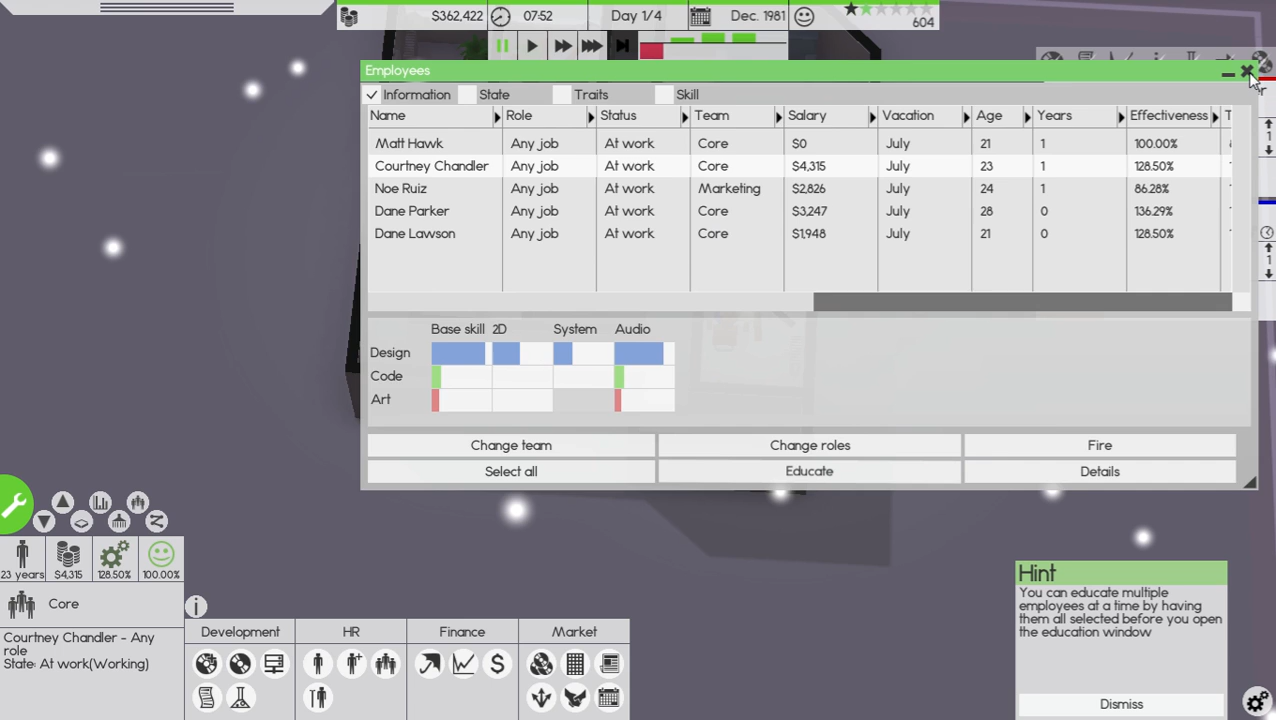 $362,422 07:52 Day 1/4 Dec. 1981
604
Employees
Information State Traits Skill
Name Role Status Team Salary Vacation Age Years Effectiveness
Matt Hawk Any job At work Core $0 July 21 1 100.00%
Courtney Chandler Any job At work Core $4,315 July 23 1 128.50%
Noe Ruiz Any job At work Marketing $2,826 July 24 1 86.28%
Dane Parker Any job At work Core $3,247 July 28 0 136.29%
Dane Lawson Any job At work Core $1,948 July 21 0 128.50%
Base skill 2D System Audio
Design
Code
Art
Change team Change roles Fire
Select all Educate Details
23 years $4,315 128.50% 100.00%
Core
Courtney Chandler - Any
role
State: At work(Working)
Development HR Finance Market
Hint
You can educate multiple
employees at a time by having
them all selected before you open
the education window
Dismiss